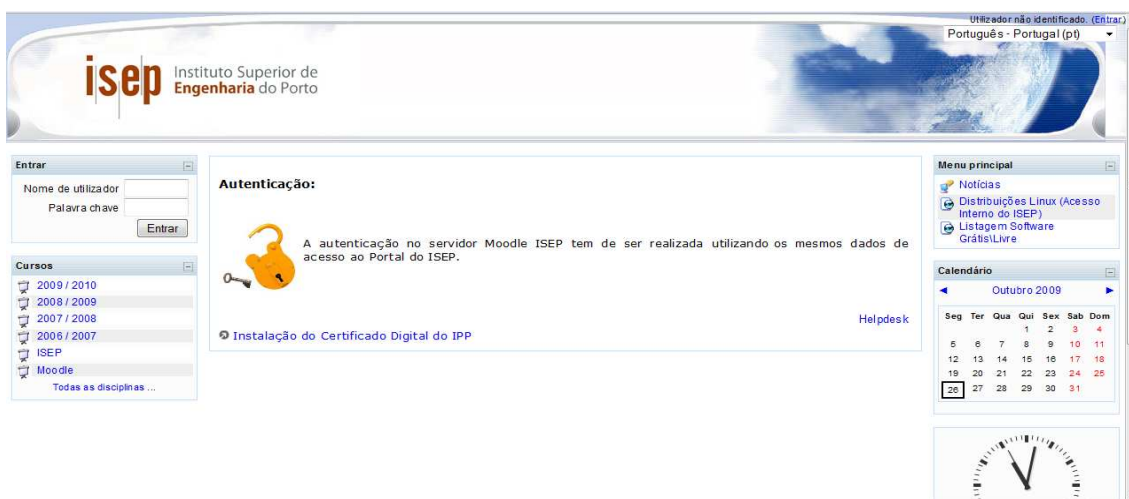 Utilizador não identificado. (Entrar)
Português - Portugal (pt)
isep
Instituto Superior de
Engenharia do Porto
Entrar
Nome de utilizador
Palavra chave
Entrar
Cursos
2009 / 2010
2008 / 2009
2007 / 2008
2006 / 2007
ISEP
Moodle
Todas as disciplinas ...
Autenticação:
A autenticação no servidor Moodle ISEP tem de ser realizada utilizando os mesmos dados de
acesso ao Portal do ISEP.
Helpdesk
Instalação do Certificado Digital do IPP
Menu principal
Notícias
Distribuições Linux (Acesso
Interno do ISEP)
Listagem Software
Grátis\Livre
Calendário
Outubro 2009
Seg Ter Qua Qui Sex Sab Dom
1 2 3 4
5 6 7 8 9 10 11
12 13 14 15 16 17 18
19 20 21 22 23 24 25
26 27 28 29 30 31